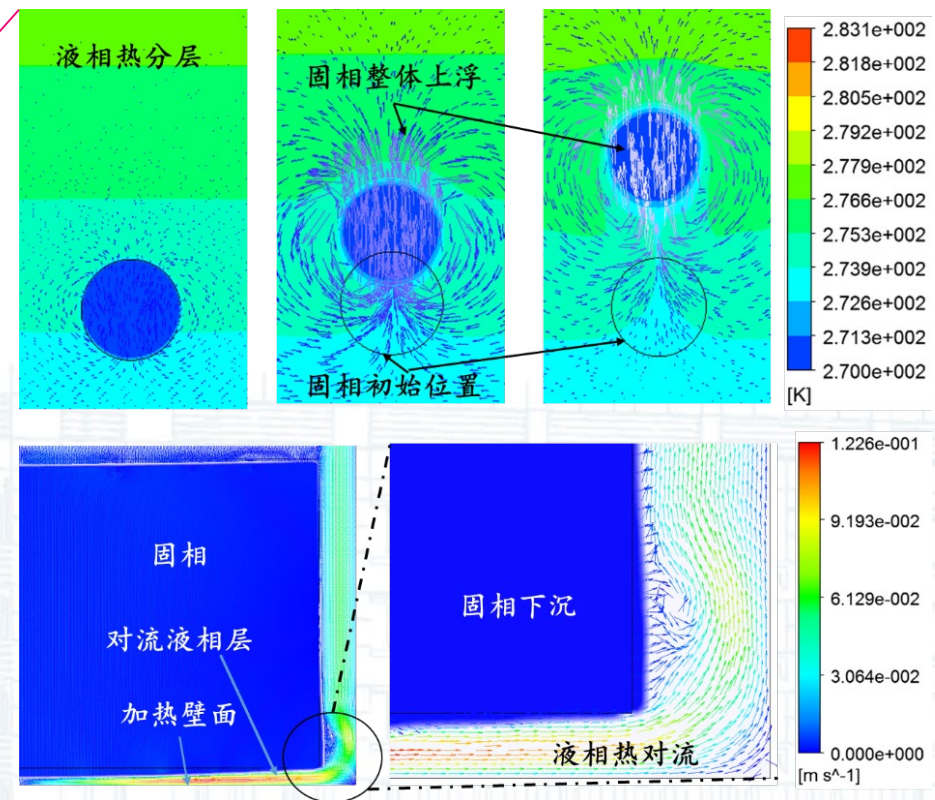 液相热分层
固相整体上浮
固相初始位置
2.831e+002
2.818e+002
2.805e+002
2.792e+002
2.779e+002
2.766e+002
2.753e+002
2.739e+002
2.726e+002
2.713e+002
2.700e+002
[K]
固相
对流液相层
加热壁面
固相下沉
液相热对流
1.226e-001
9.193e-002
6.129e-002
3.064e-002
0.000e+000
[m s^-1]